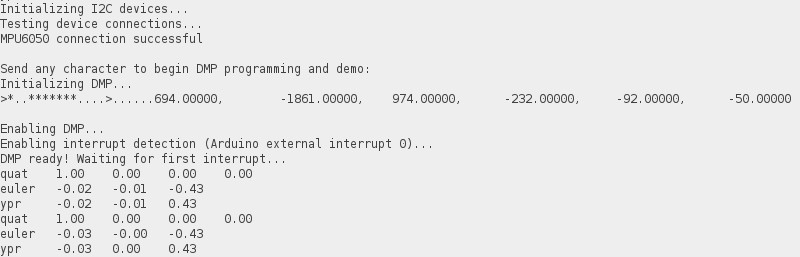 Initializing I2C devices...
Testing device connections...
MPU6050 connection successful
Send any character to begin DMP programming and demo:
Initializing DMP...
>*..*******....>......694.00000, -1861.00000, 974.00000, -232.00000, -92.00000, -50.00000
Enabling DMP...
Enabling interrupt detection (Arduino external interrupt 0)...
DMP ready! Waiting for first interrupt...
quat 1.00 0.00 0.00 0.00
euler -0.02 -0.01 -0.43
ypr -0.02 -0.01 0.43
quat 1.00 0.00 0.00 0.00
euler -0.03 -0.00 -0.43
ypr -0.03 0.00 0.43